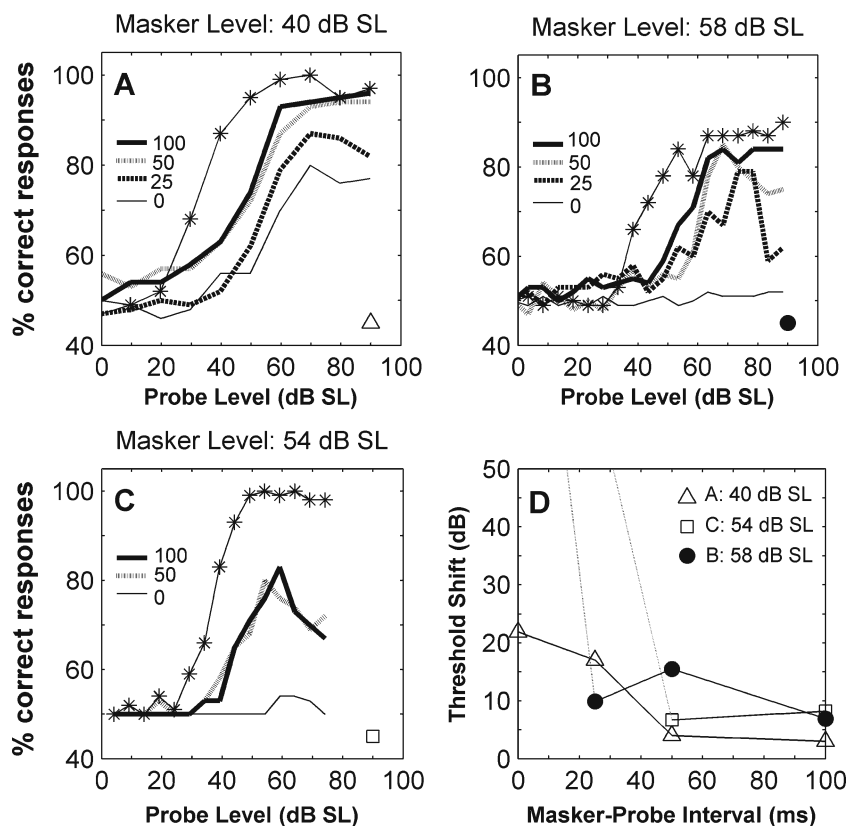 Masker Level: 40 dB SL
A
% correct responses
100
80
60
40
100
50
25
0
0 20 40 60 80 100
Probe Level (dB SL)
Masker Level: 58 dB SL
B
% correct responses
100
80
60
40
100
50
25
0
0 20 40 60 80 100
Probe Level (dB SL)
Masker Level: 54 dB SL
C
% correct responses
100
80
60
40
100
50
0
0 20 40 60 80 100
Probe Level (dB SL)
D
Threshold Shift (dB)
50
40
30
20
10
0
A: 40 dB SL
C: 54 dB SL
B: 58 dB SL
0 20 40 60 80 100
Masker-Probe Interval (ms)